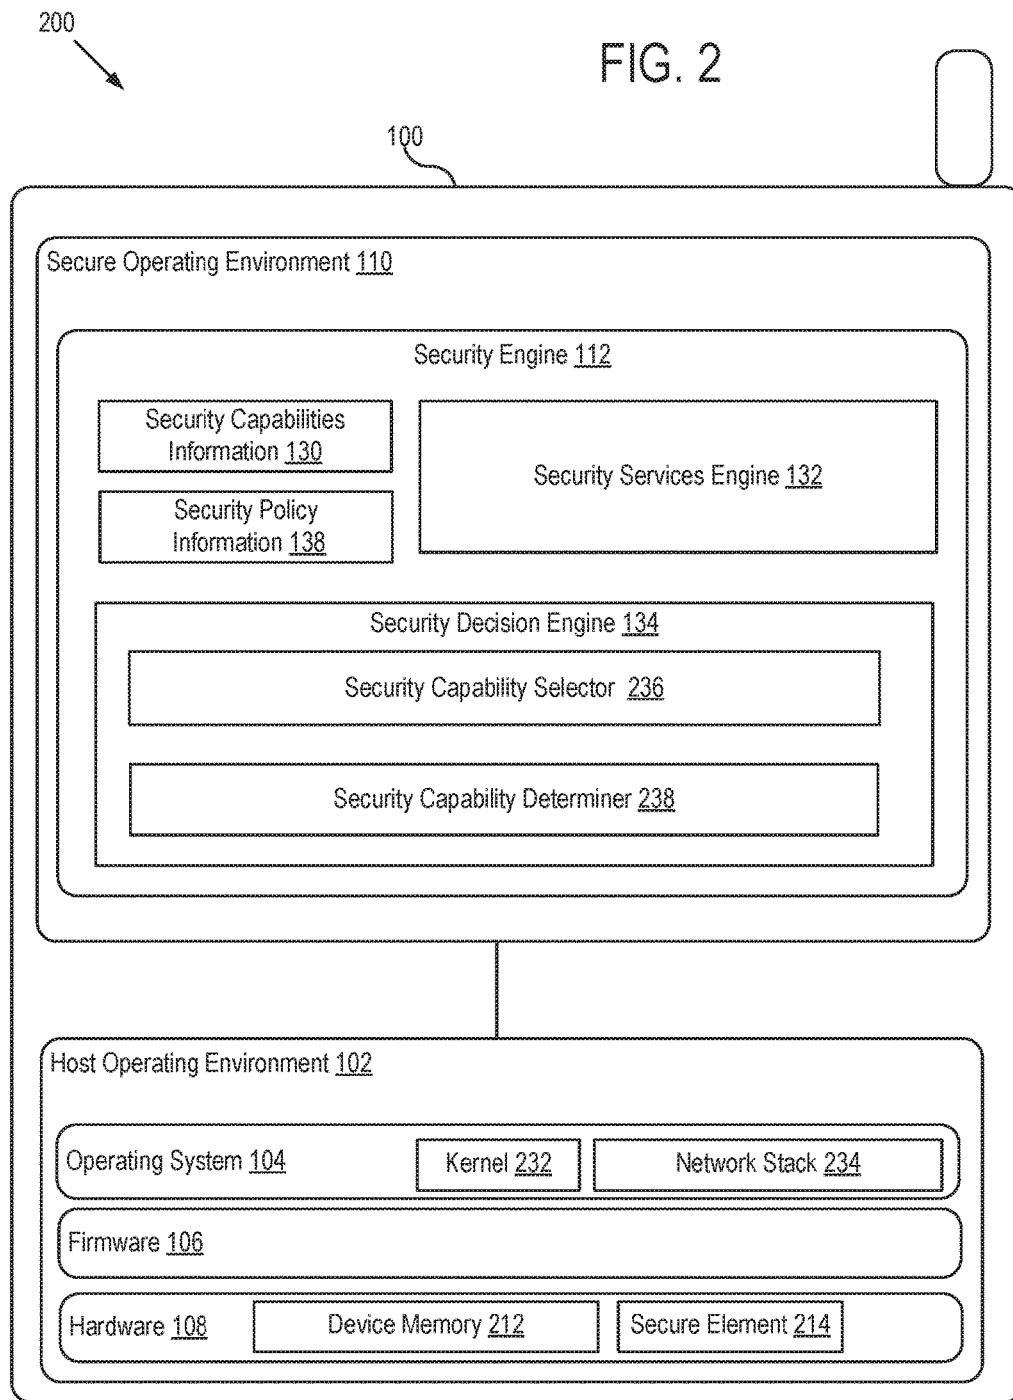 200
FIG. 2
100
Secure Operating Environment 110
Security Engine 112
Security Capabilities
Information 130
Security Services Engine 132
Security Policy
Information 138
Security Decision Engine 134
Security Capability Selector 236
Security Capability Determiner 238
Host Operating Environment 102
Operating System 104
Kernel 232
Network Stack 234
Firmware 106
Hardware 108
Device Memory 212
Secure Element 214